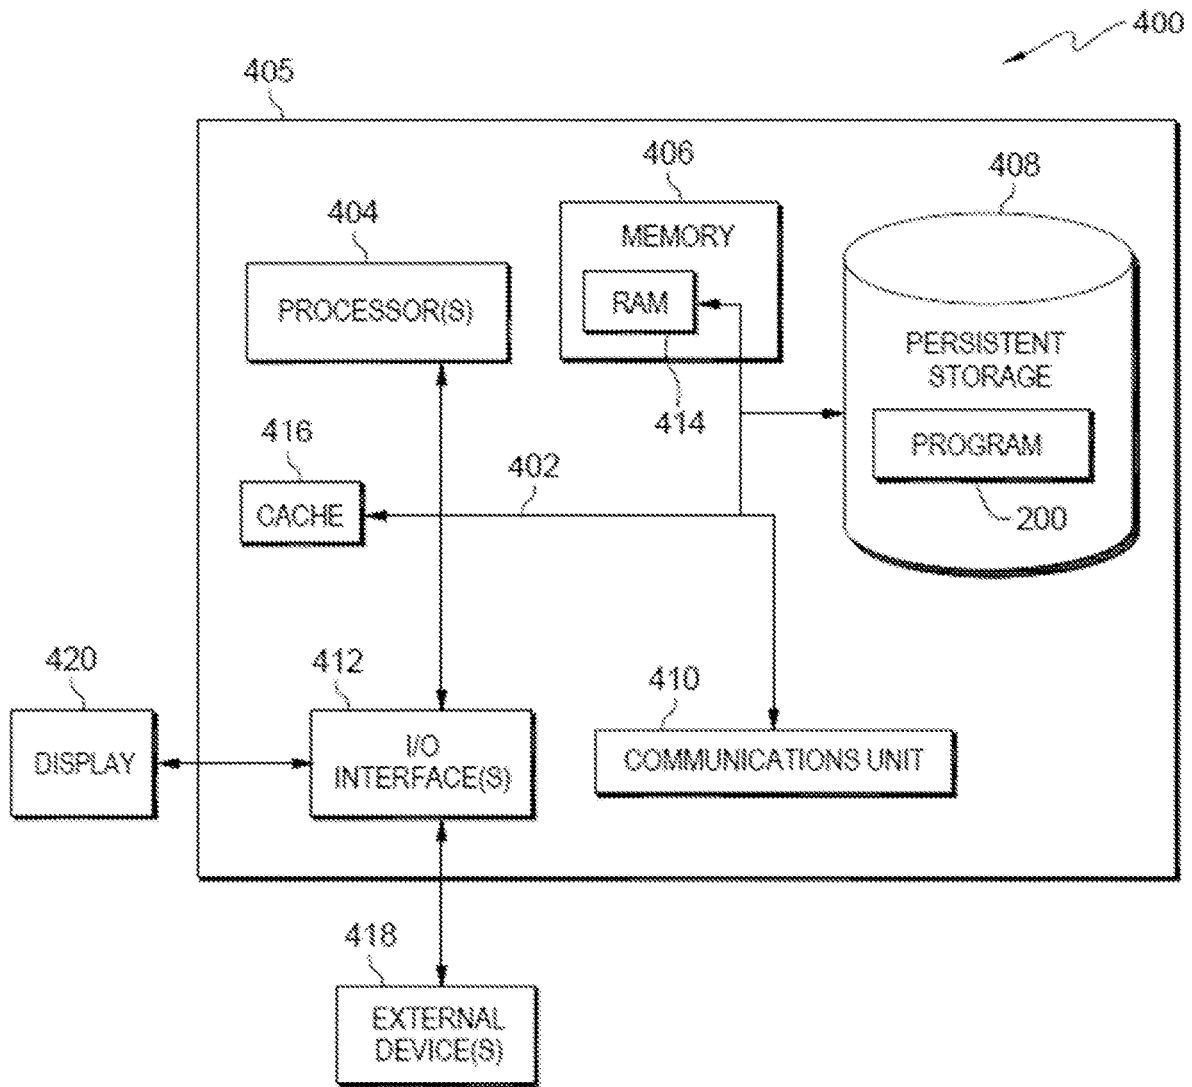 400
405
406
408
404
MEMORY
PROCESSOR(S)
RAM
PERSISTENT
STORAGE
414
416
PROGRAM
402
CACHE
200
420
412
410
DISPLAY
I/O
INTERFACE(S)
COMMUNICATIONS UNIT
418
EXTERNAL
DEVICE(S)